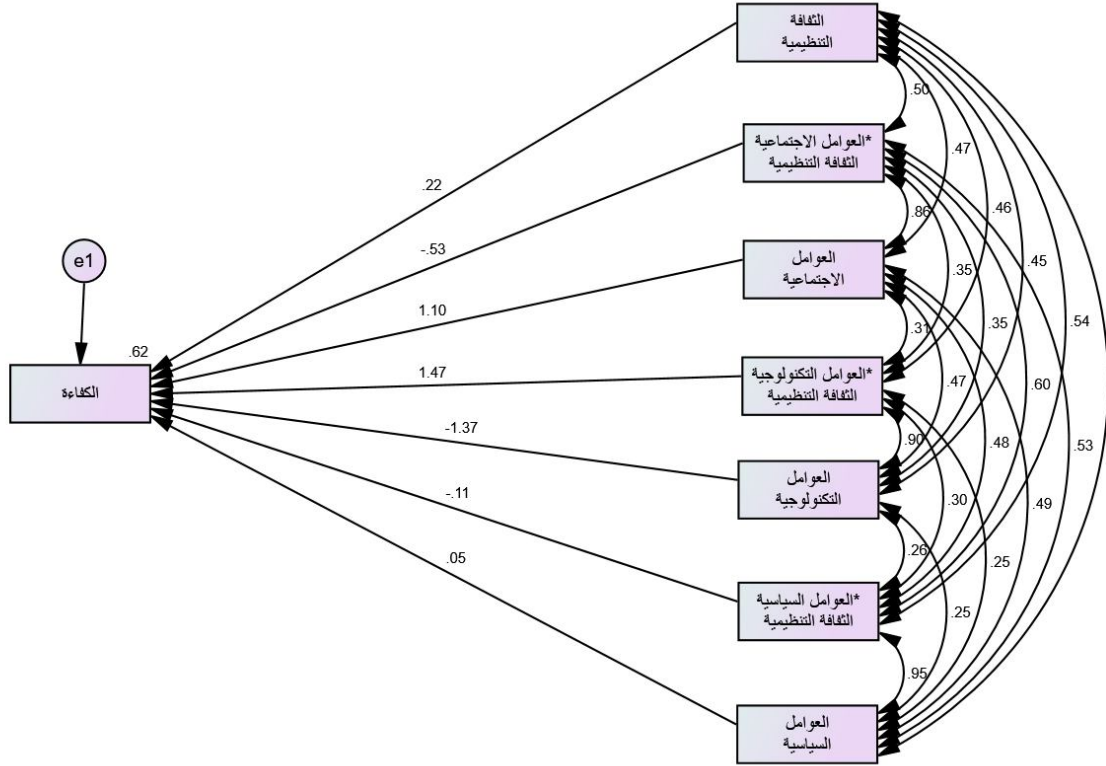 الثقافة
التنظيمية
.50
*العوامل الاجتماعية
الثقافة التنظيمية
.47
.22
.86
.46
-.53
e1
العوامل
الاجتماعية
.35
.45
1.10
.31
.35
.54
.62
الكفاءة
1.47
*العوامل التكنولوجية
الثقافة التنظيمية
.47
.60
-1.37
.90
.48
.53
العوامل
التكنولوجية
.30
.49
-.11
.26
.25
.05
*العوامل السياسية
الثقافة التنظيمية
.25
.95
العوامل
السياسية